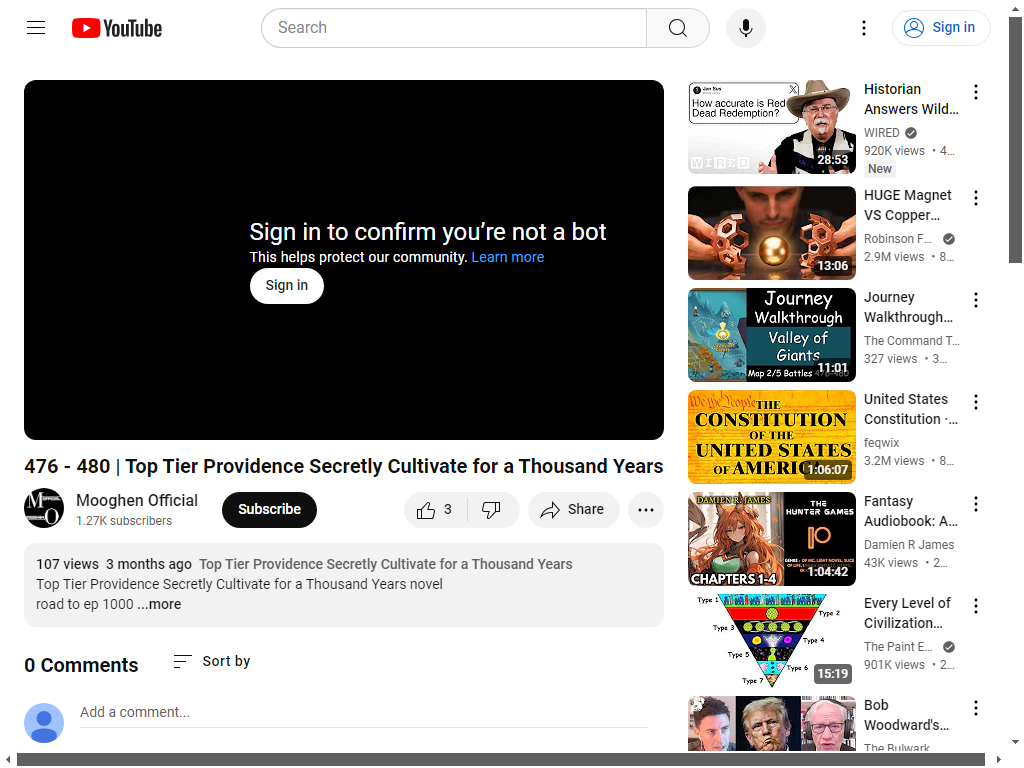 YouTube
Search
Sign in
Sign in to confirm you’re not a bot
This helps protect our community. Learn more
Sign in
476 - 480 | Top Tier Providence Secretly Cultivate for a Thousand Years
Mooghen Official
1.27K subscribers
Subscribe
3
Share
107 views 3 months ago Top Tier Providence Secretly Cultivate for a Thousand Years
Top Tier Providence Secretly Cultivate for a Thousand Years novel
road to ep 1000 ...more
0 Comments
Sort by
Add a comment...
Jan Sus
How accurate is Red
Dead Redemption?
WIRED
28:53
Historian
Answers Wild...
WIRED
920K views • 4...
New
13:06
HUGE Magnet
VS Copper...
Robinson F...
2.9M views • 8...
Journey
Walkthrough
Valley of
Giants
Map 2/5 Battles 476-480
11:01
Journey
Walkthrough...
The Command T...
327 views • 3...
We the People
THE
CONSTITUTION
OF THE
UNITED STATES
OF AMERICA
1:06:07
United States
Constitution ·...
feqwix
3.2M views • 8...
DAMIEN R. JAMES
THE
HUNTER GAMES
CHAPTERS 1-4
1:04:42
Fantasy
Audiobook: A...
Damien R James
43K views • 2...
Type 1
Type 2
Type 3
Type 4
Type 5
Type 6
Type 7
15:19
Every Level of
Civilization...
The Paint E...
901K views • 2...
Bob
Woodward's...
The Bulwark